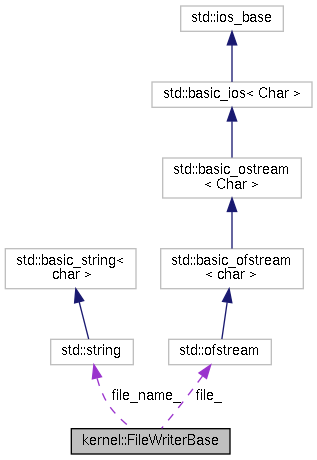 std::ios_base
std::basic_ios< Char >
std::basic_ostream
< Char >
std::basic_string<
char >
std::basic_ofstream
< char >
std::string
std::ofstream
file_name_
file_
kernel::FileWriterBase